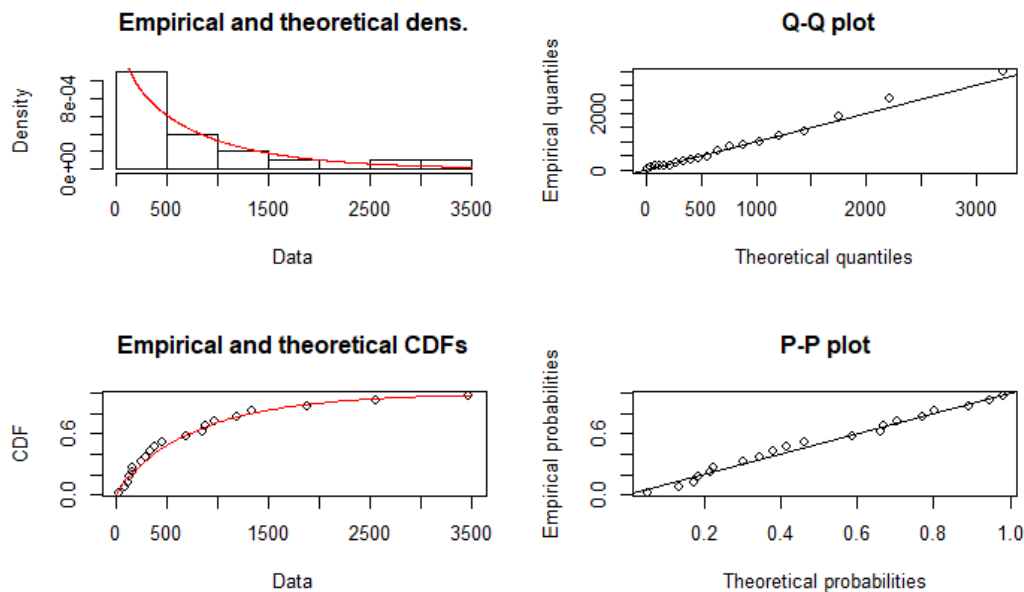 Empirical and theoretical dens.
Density
0e+00 8e-04
0 500 1500 2500 3500
Data
Q-Q plot
Empirical quantiles
0 2000
0 500 1000 2000 3000
Theoretical quantiles
Empirical and theoretical CDFs
CDF
0.0 0.6
0 500 1500 2500 3500
Data
P-P plot
Empirical probabilities
0.0 0.6
0.2 0.4 0.6 0.8 1.0
Theoretical probabilities